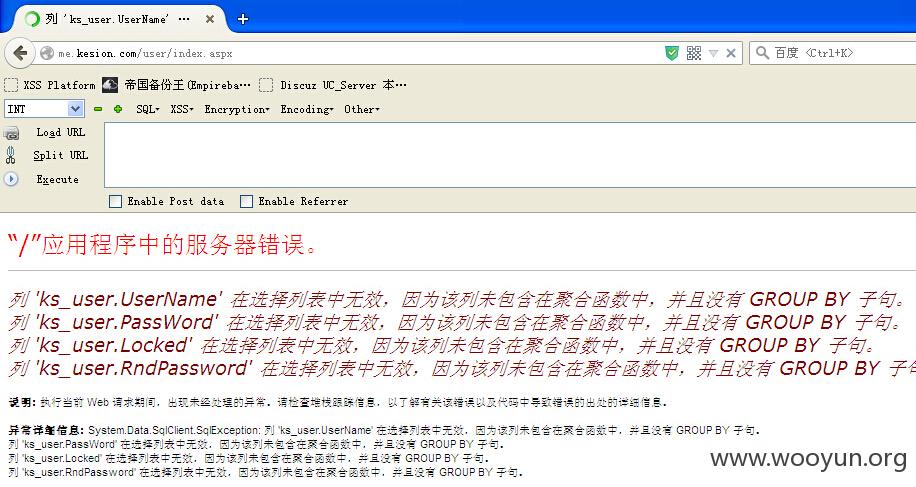 列 'ks_user.UserName' ...
me.kesion.com/user/index.aspx
百度 <Ctrl+K>
XSS Platform 帝国备份王(Empireba... Discuz UC_Server 本...
INT SQL XSS Encryption Encoding Other
Load URL
Split URL
Execute
Enable Post data Enable Referrer
“/”应用程序中的服务器错误。
列 'ks_user.UserName' 在选择列表中无效，因为该列未包含在聚合函数中，并且没有 GROUP BY 子句。
列 'ks_user.PassWord' 在选择列表中无效，因为该列未包含在聚合函数中，并且没有 GROUP BY 子句。
列 'ks_user.Locked' 在选择列表中无效，因为该列未包含在聚合函数中，并且没有 GROUP BY 子句。
列 'ks_user.RndPassword' 在选择列表中无效，因为该列未包含在聚合函数中，并且没有 GROUP BY 子句
说明: 执行当前 Web 请求期间，出现未经处理的异常。请检查堆栈跟踪信息，以了解有关该错误以及代码中导致错误的出处的详细信息。
异常详细信息: System.Data.SqlClient.SqlException: 列 'ks_user.UserName' 在选择列表中无效，因为该列未包含在聚合函数中，并且没有 GROUP BY 子句。
列 'ks_user.PassWord' 在选择列表中无效，因为该列未包含在聚合函数中，并且没有 GROUP BY 子句。
列 'ks_user.Locked' 在选择列表中无效，因为该列未包含在聚合函数中，并且没有 GROUP BY 子句。
列 'ks_user.RndPassword' 在选择列表中无效，因为该列未包含在聚合函数中，并且没有 GROUP BY 子句。
www.wooyun.org